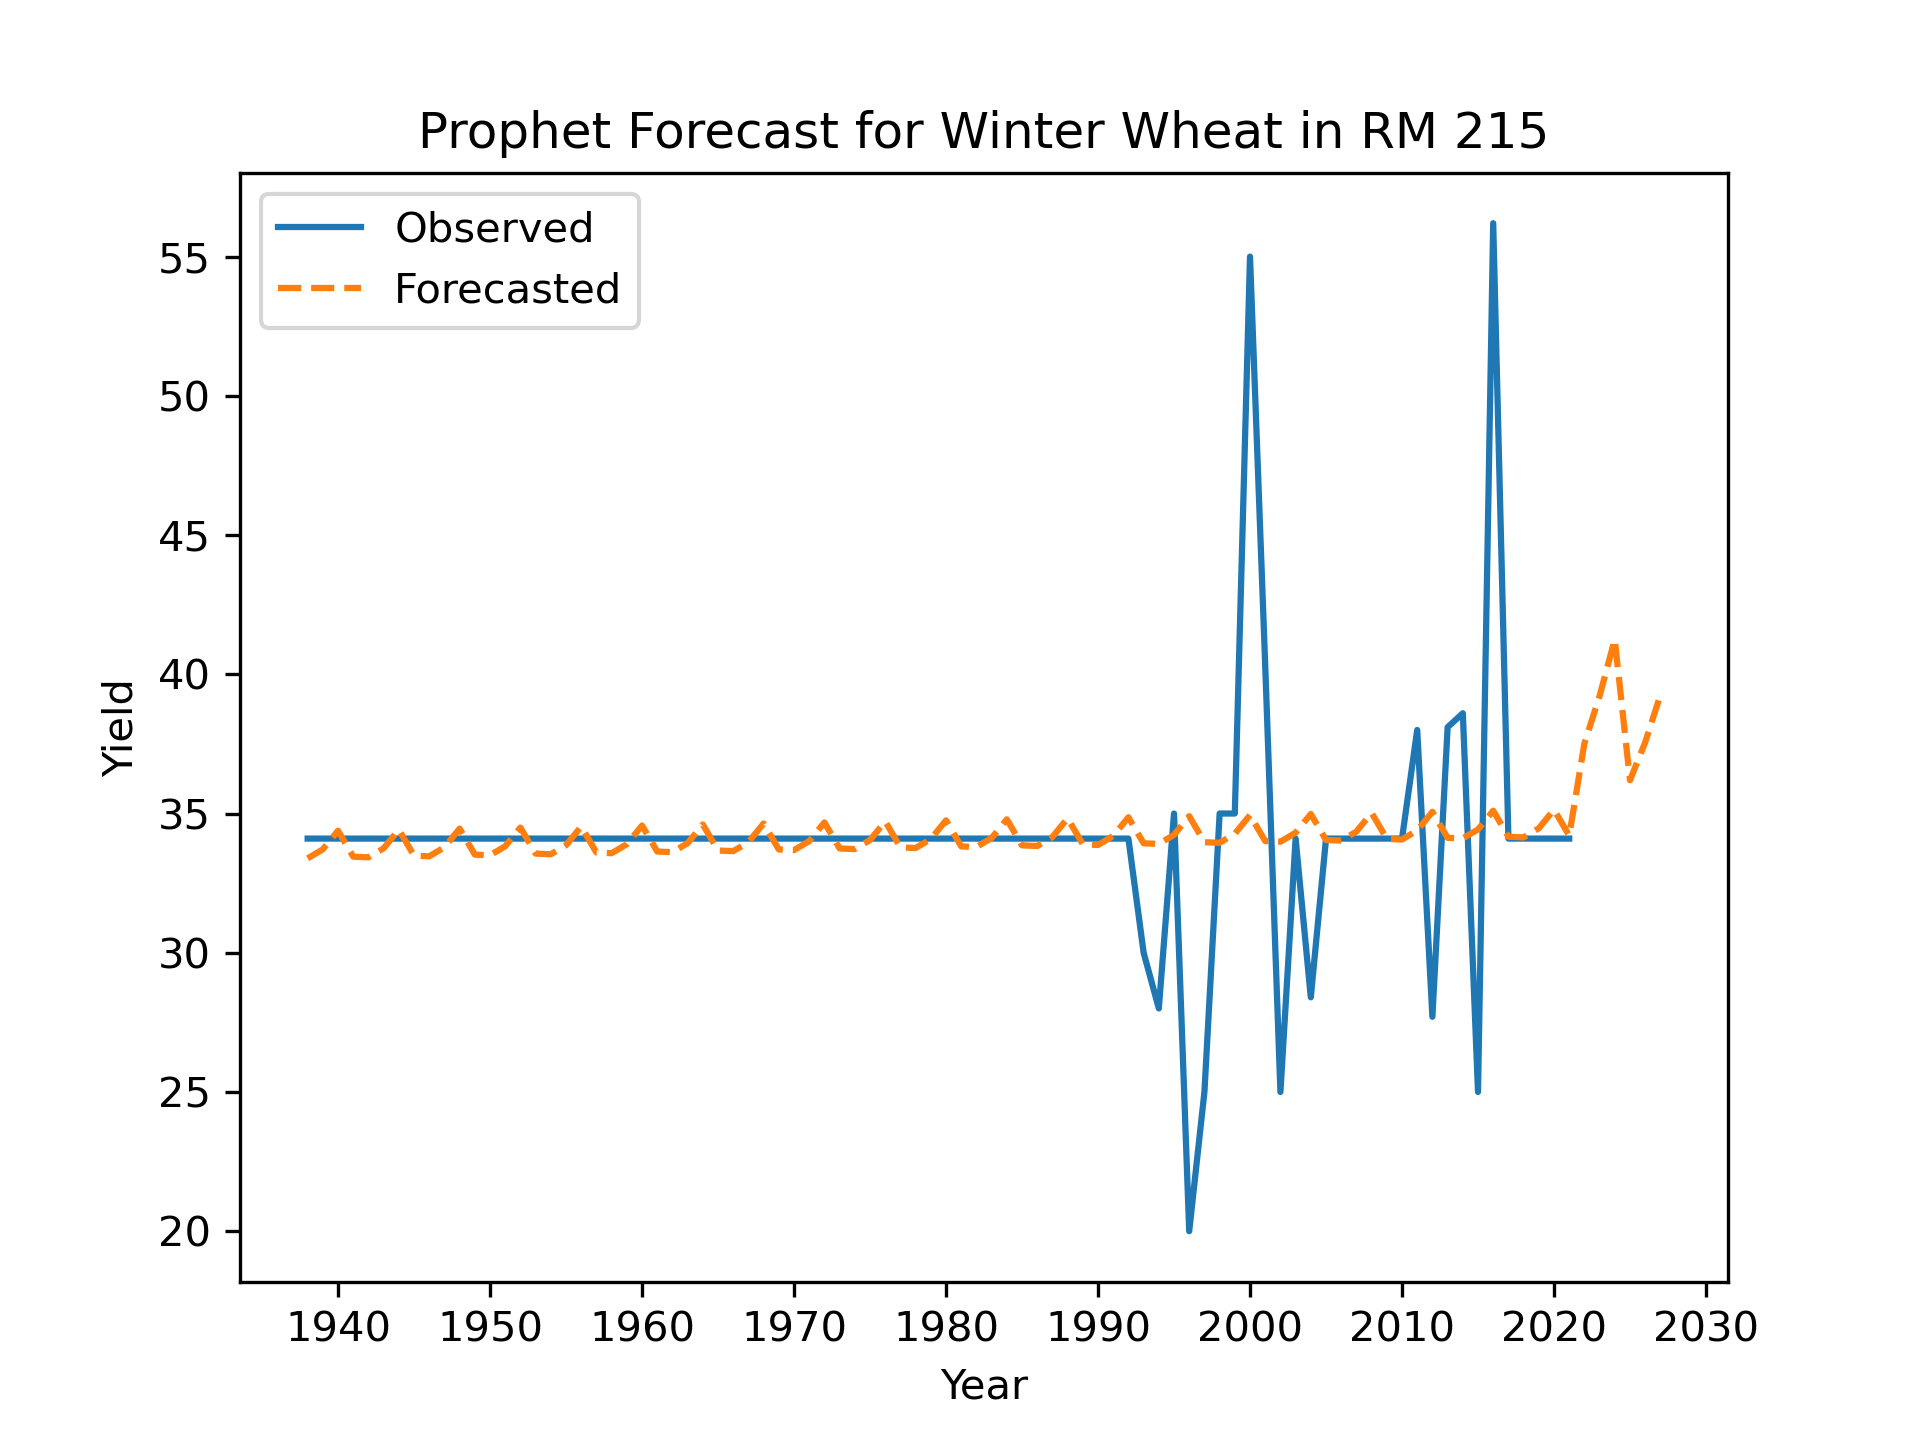 Prophet Forecast for Winter Wheat in RM 215
Observed
Forecasted
55
50
45
40
35
30
25
20
Yield
1940 1950 1960 1970 1980 1990 2000 2010 2020 2030
Year